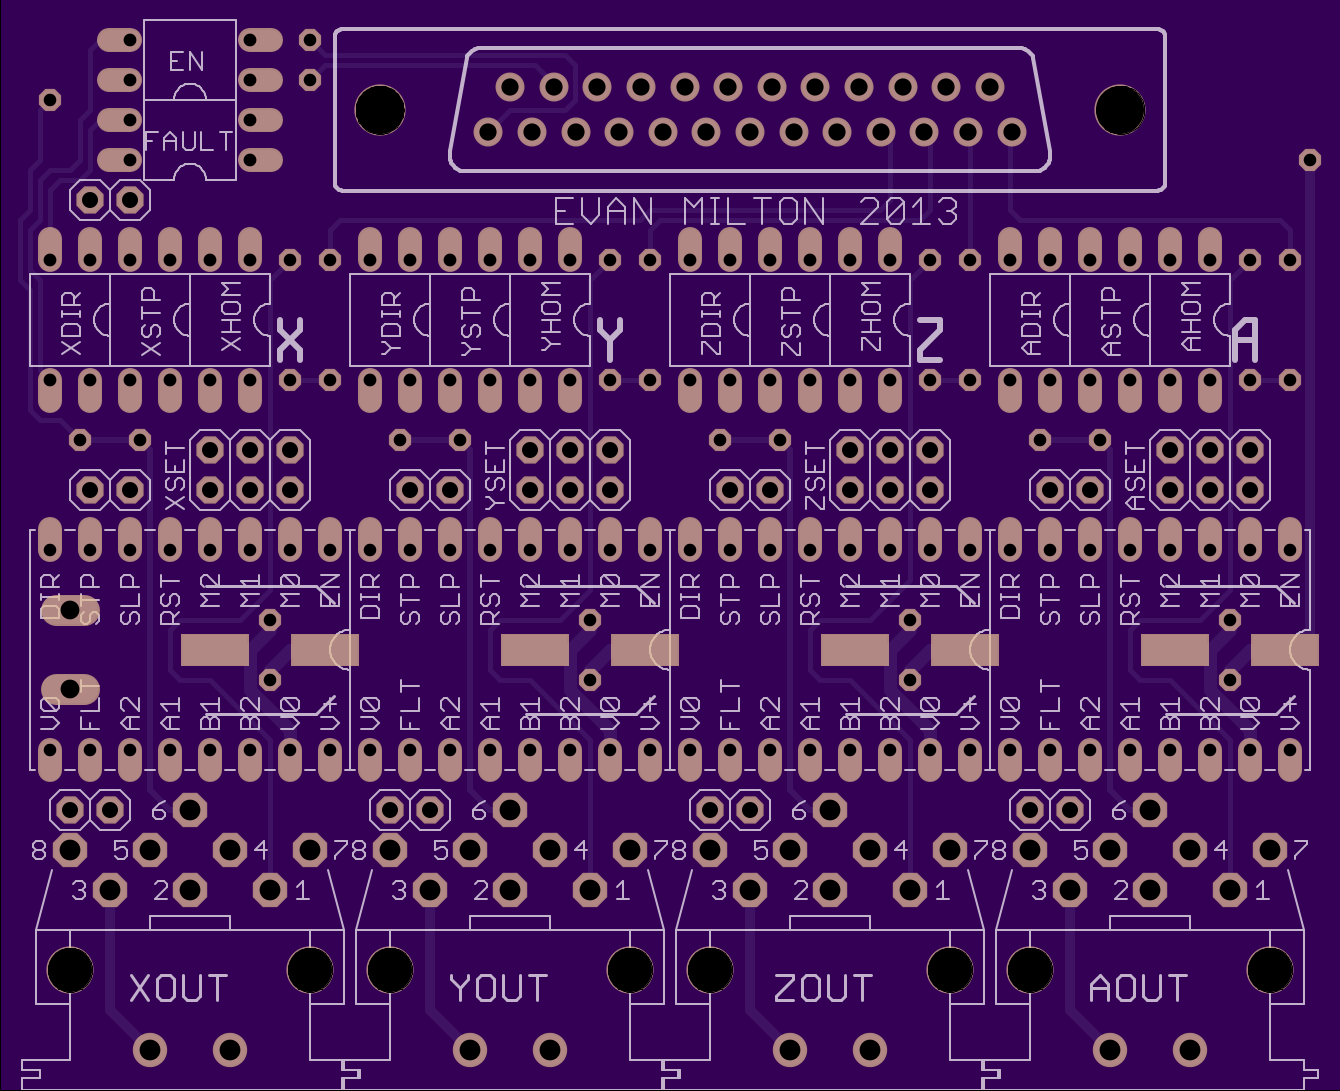 EN
FAULT
EVAN MILTON 2013
XDIR XSTP XHOM X YDIR YSTP YHOM Y ZDIR ZSTP ZHOM Z ADIR ASTP AHOM A
XSET YSET ZSET ASET
DIR STP SLP RST M2 M1 M0 EN DIR STP SLP RST M2 M1 M0 EN DIR STP SLP RST M2 M1 M0 EN DIR STP SLP RST M2 M1 M0 EN
V0 FLT A2 A1 B1 B2 V0 V+ V0 FLT A2 A1 B1 B2 V0 V+ V0 FLT A2 A1 B1 B2 V0 V+ V0 FLT A2 A1 B1 B2 V0 V+
6 6 6 6
8 5 4 7 8 5 4 7 8 5 4 7 8 5 4 7
3 2 1 3 2 1 3 2 1 3 2 1
XOUT YOUT ZOUT AOUT